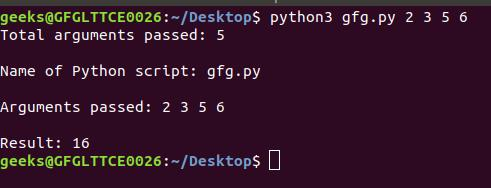 geeks@GFGLTTCE0026:~/Desktop$ python3 gfg.py 2 3 5 6
Total arguments passed: 5
Name of Python script: gfg.py
Arguments passed: 2 3 5 6
Result: 16
geeks@GFGLTTCE0026:~/Desktop$